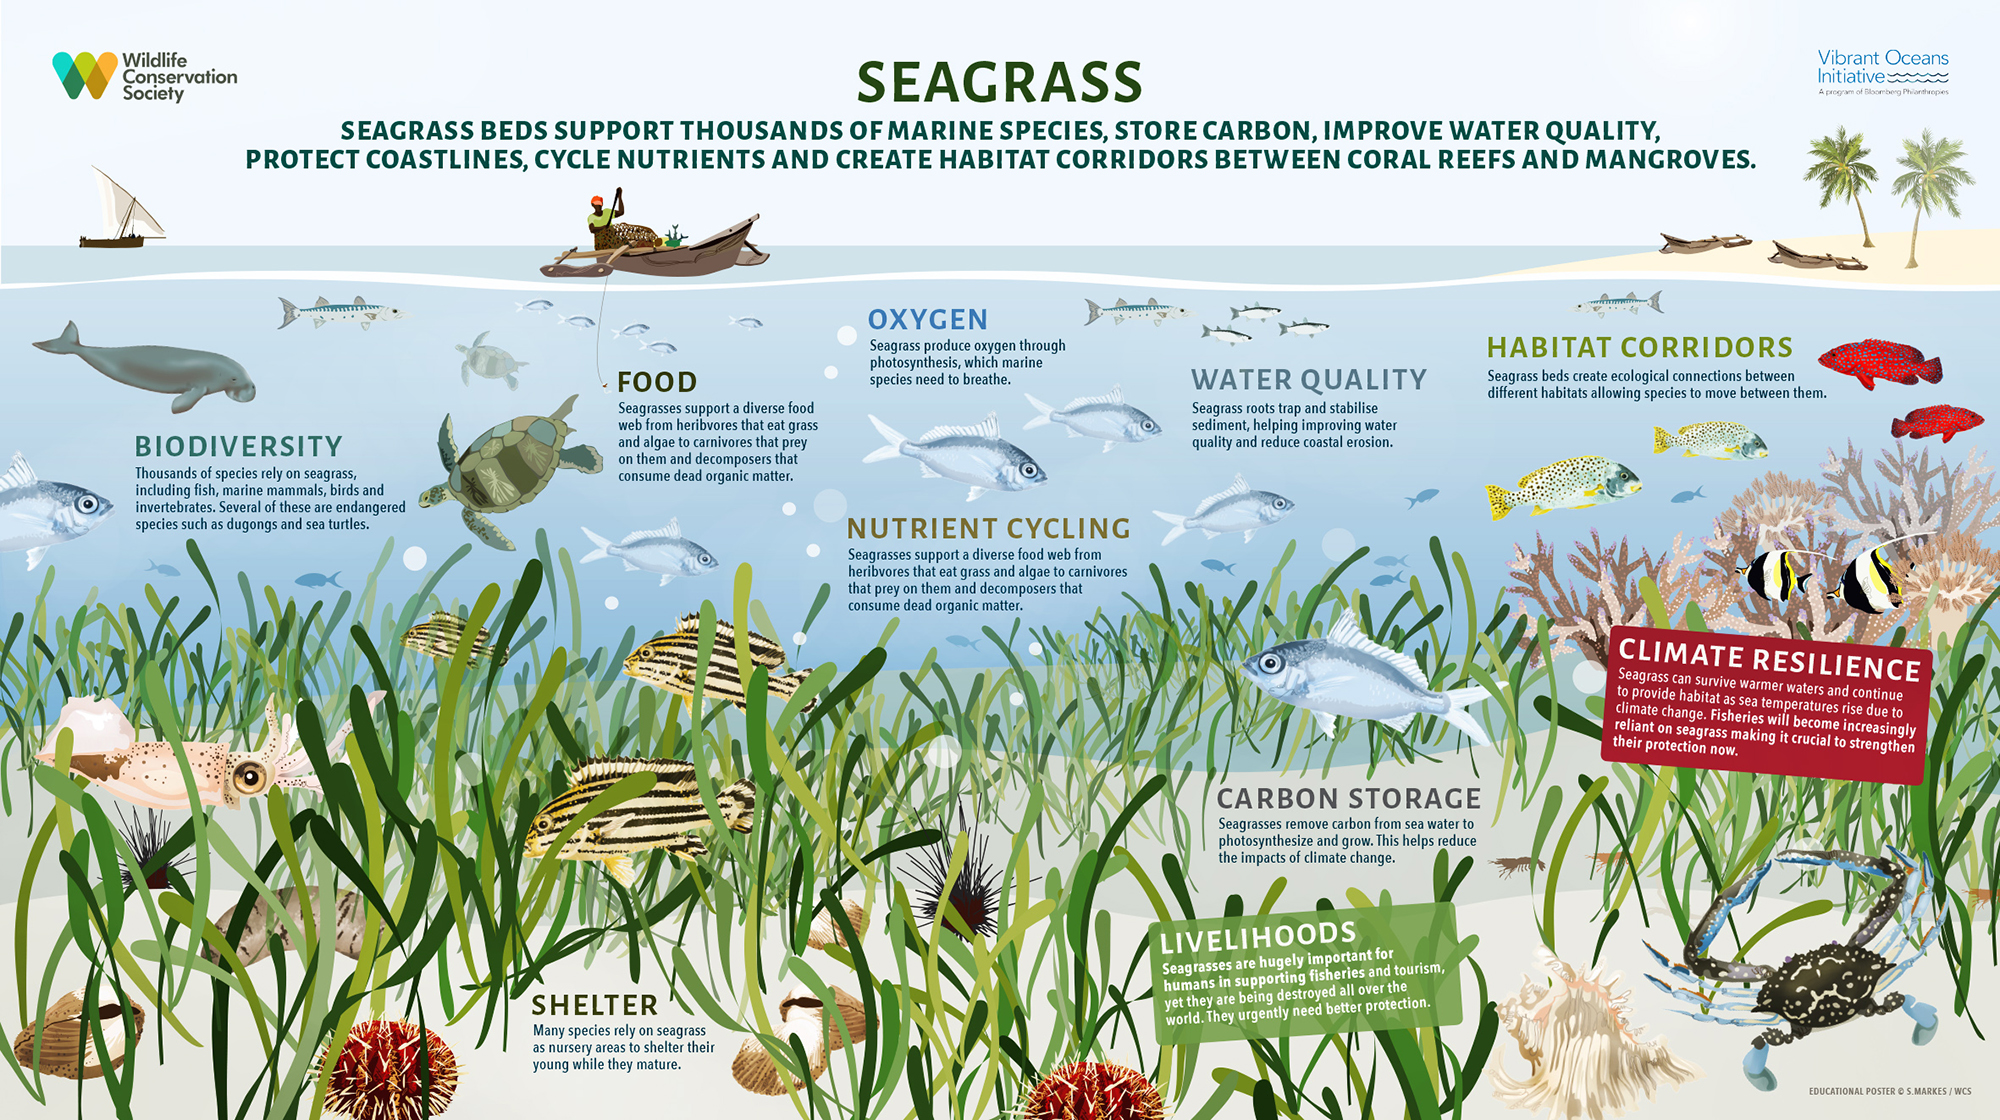 Wildlife
Conservation
Society
Vibrant Oceans
Initiative
A program of Bloomberg Philanthropies
SEAGRASS
SEAGRASS BEDS SUPPORT THOUSANDS OF MARINE SPECIES, STORE CARBON, IMPROVE WATER QUALITY,
PROTECT COASTLINES, CYCLE NUTRIENTS AND CREATE HABITAT CORRIDORS BETWEEN CORAL REEFS AND MANGROVES.
BIODIVERSITY
Thousands of species rely on seagrass,
including fish, marine mammals, birds and
invertebrates. Several of these are endangered
species such as dugongs and sea turtles.
FOOD
Seagrasses support a diverse food
web from heribvores that eat grass
and algae to carnivores that prey
on them and decomposers that
consume dead organic matter.
OXYGEN
Seagrass produce oxygen through
photosynthesis, which marine
species need to breathe.
NUTRIENT CYCLING
Seagrasses support a diverse food web from
heribvores that eat grass and algae to carnivores
that prey on them and decomposers that
consume dead organic matter.
WATER QUALITY
Seagrass roots trap and stabilise
sediment, helping improving water
quality and reduce coastal erosion.
HABITAT CORRIDORS
Seagrass beds create ecological connections between
different habitats allowing species to move between them.
CLIMATE RESILIENCE
Seagrass can survive warmer waters and continue
to provide habitat as sea temperatures rise due to
climate change. Fisheries will become increasingly
reliant on seagrass making it crucial to strengthen
their protection now.
CARBON STORAGE
Seagrasses remove carbon from sea water to
photosynthesize and grow. This helps reduce
the impacts of climate change.
LIVELIHOODS
Seagrasses are hugely important for
humans in supporting fisheries and tourism,
yet they are being destroyed all over the
world. They urgently need better protection.
SHELTER
Many species rely on seagrass
as nursery areas to shelter their
young while they mature.
EDUCATIONAL POSTER © S.MARKES / WCS